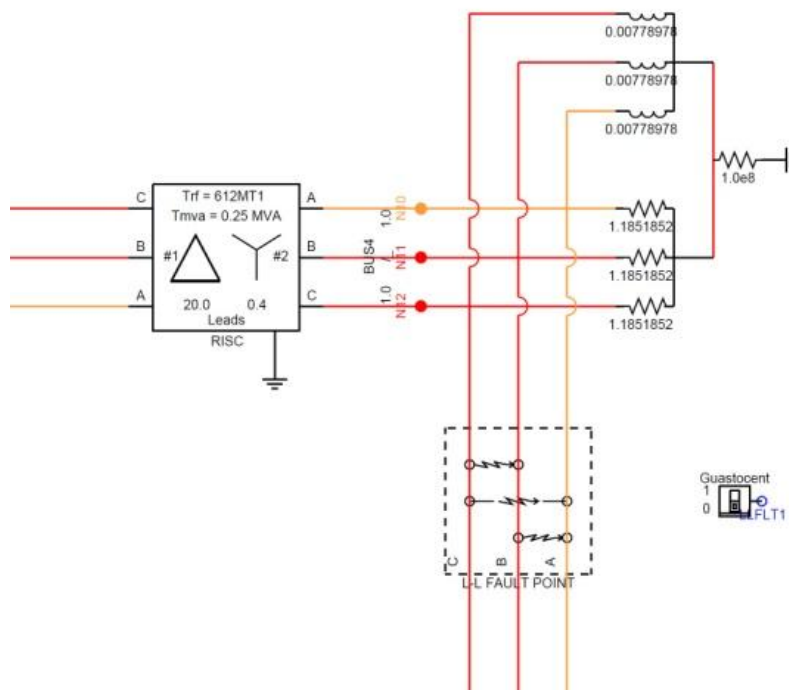 0.00778978
0.00778978
0.00778978
1.0e8
C
Trf = 612MT1
A
Tmva = 0.25 MVA
B
#1
#2
B
A
20.0
0.4
C
Leads
RISC
1.0
N10
BUS4
N11
1.0
N12
1.1851852
1.1851852
1.1851852
Guastocent
1
0
LLFLT1
C
B
A
L-L FAULT POINT